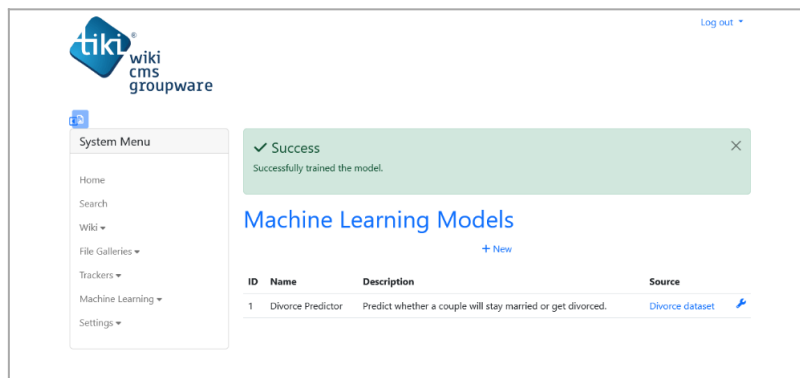 Log out
tiki®
wiki
cms
groupware
System Menu
Home
Search
Wiki
File Galleries
Trackers
Machine Learning
Settings
Success
Successfully trained the model.
Machine Learning Models
+ New
ID Name Description Source
1 Divorce Predictor Predict whether a couple will stay married or get divorced. Divorce dataset